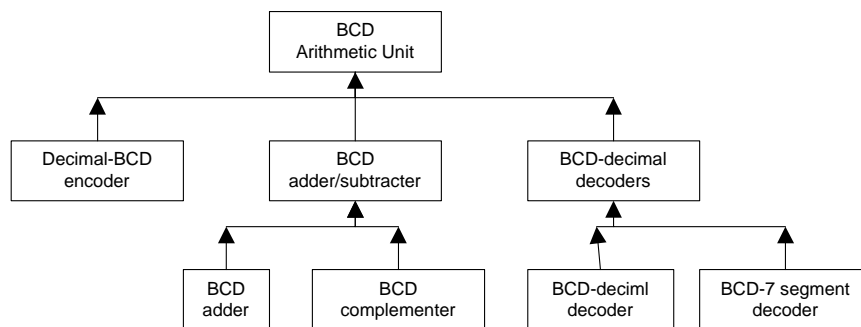 BCD
Arithmetic Unit
Decimal-BCD
encoder
BCD
adder/subtracter
BCD-decimal
decoders
BCD
adder
BCD
complementer
BCD-deciml
decoder
BCD-7 segment
decoder